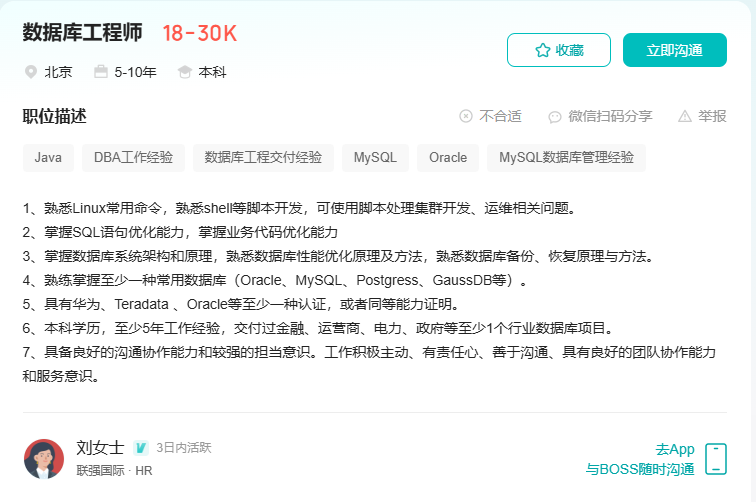 数据库工程师 18-30K
收藏 立即沟通
北京 5-10年 本科
职位描述 不合适 微信扫码分享 举报
Java DBA工作经验 数据库工程交付经验 MySQL Oracle MySQL数据库管理经验
1、熟悉Linux常用命令，熟悉shell等脚本开发，可使用脚本处理集群开发、运维相关问题。
2、掌握SQL语句优化能力，掌握业务代码优化能力
3、掌握数据库系统架构和原理，熟悉数据库性能优化原理及方法，熟悉数据库备份、恢复原理与方法。
4、熟练掌握至少一种常用数据库（Oracle、MySQL、Postgress、GaussDB等）。
5、具有华为、Teradata 、Oracle等至少一种认证，或者同等能力证明。
6、本科学历，至少5年工作经验，交付过金融、运营商、电力、政府等至少1个行业数据库项目。
7、具备良好的沟通协作能力和较强的担当意识。工作积极主动、有责任心、善于沟通、具有良好的团队协作能力
和服务意识。
刘女士 3日内活跃
联强国际 · HR
去App
与BOSS随时沟通